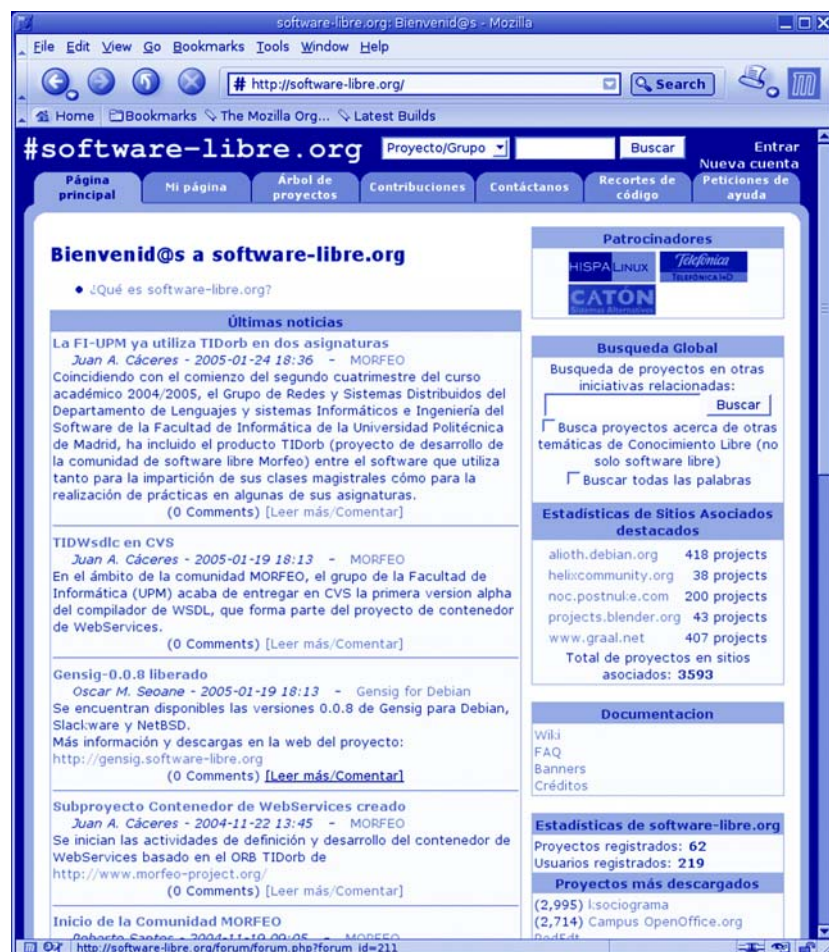 software-libre.org: Bienvenid@s - Mozilla
File Edit View Go Bookmarks Tools Window Help
# http://software-libre.org/ Search
Home Bookmarks The Mozilla Org... Latest Builds
#software-libre.org Proyecto/Grupo Buscar Entrar
Nueva cuenta
Página principal
Mi página
Árbol de proyectos
Contribuciones
Contáctanos
Recortes de código
Peticiones de ayuda
Bienvenid@s a software-libre.org
¿Qué es software-libre.org?
Últimas noticias
La FI-UPM ya utiliza TIDorb en dos asignaturas
Juan A. Cáceres - 2005-01-24 18:36 - MORFEO
Coincidiendo con el comienzo del segundo cuatrimestre del curso
académico 2004/2005, el Grupo de Redes y Sistemas Distribuidos del
Departamento de Lenguajes y sistemas Informáticos e Ingeniería del
Software de la Facultad de Informática de la Universidad Politécnica
de Madrid, ha incluido el producto TIDorb (proyecto de desarrollo de
la comunidad de software libre Morfeo) entre el software que utiliza
tanto para la impartición de sus clases magistrales cómo para la
realización de prácticas en algunas de sus asignaturas.
(0 Comments) [Leer más/Comentar]
TIDWsdlc en CVS
Juan A. Cáceres - 2005-01-19 18:13 - MORFEO
En el ámbito de la comunidad MORFEO, el grupo de la Facultad de
Informática (UPM) acaba de entregar en CVS la primera version alpha
del compilador de WSDL, que forma parte del proyecto de contenedor
de WebServices.
(0 Comments) [Leer más/Comentar]
Gensig-0.0.8 liberado
Oscar M. Seoane - 2005-01-19 18:13 - Gensig for Debian
Se encuentran disponibles las versiones 0.0.8 de Gensig para Debian,
Slackware y NetBSD.
Más información y descargas en la web del proyecto:
http://gensig.software-libre.org
(0 Comments) [Leer más/Comentar]
Subproyecto Contenedor de WebServices creado
Juan A. Cáceres - 2004-11-22 13:45 - MORFEO
Se inician las actividades de definición y desarrollo del contenedor de
WebServices basado en el ORB TIDorb de
http://www.morfeo-project.org/
(0 Comments) [Leer más/Comentar]
Inicio de la Comunidad MORFEO
Roberto Santos - 2004-11-19 09:05 - MORFEO
Patrocinadores
HISPALINUX
Telefónica
TELEFÓNICA I+D
CATÓN
Sistemas Alternativos
Busqueda Global
Busqueda de proyectos en otras
iniciativas relacionadas:
Buscar
Busca proyectos acerca de otras
temáticas de Conocimiento Libre (no
solo software libre)
Buscar todas las palabras
Estadísticas de Sitios Asociados
destacados
alioth.debian.org 418 projects
helixcommunity.org 38 projects
noc.postnuke.com 200 projects
projects.blender.org 43 projects
www.graal.net 407 projects
Total de proyectos en sitios
asociados: 3593
Documentacion
Wiki
FAQ
Banners
Créditos
Estadísticas de software-libre.org
Proyectos registrados: 62
Usuarios registrados: 219
Proyectos más descargados
(2,995) ksociograma
(2,714) Campus OpenOffice.org
http://software-libre.org/forum/forum.php?forum_id=211